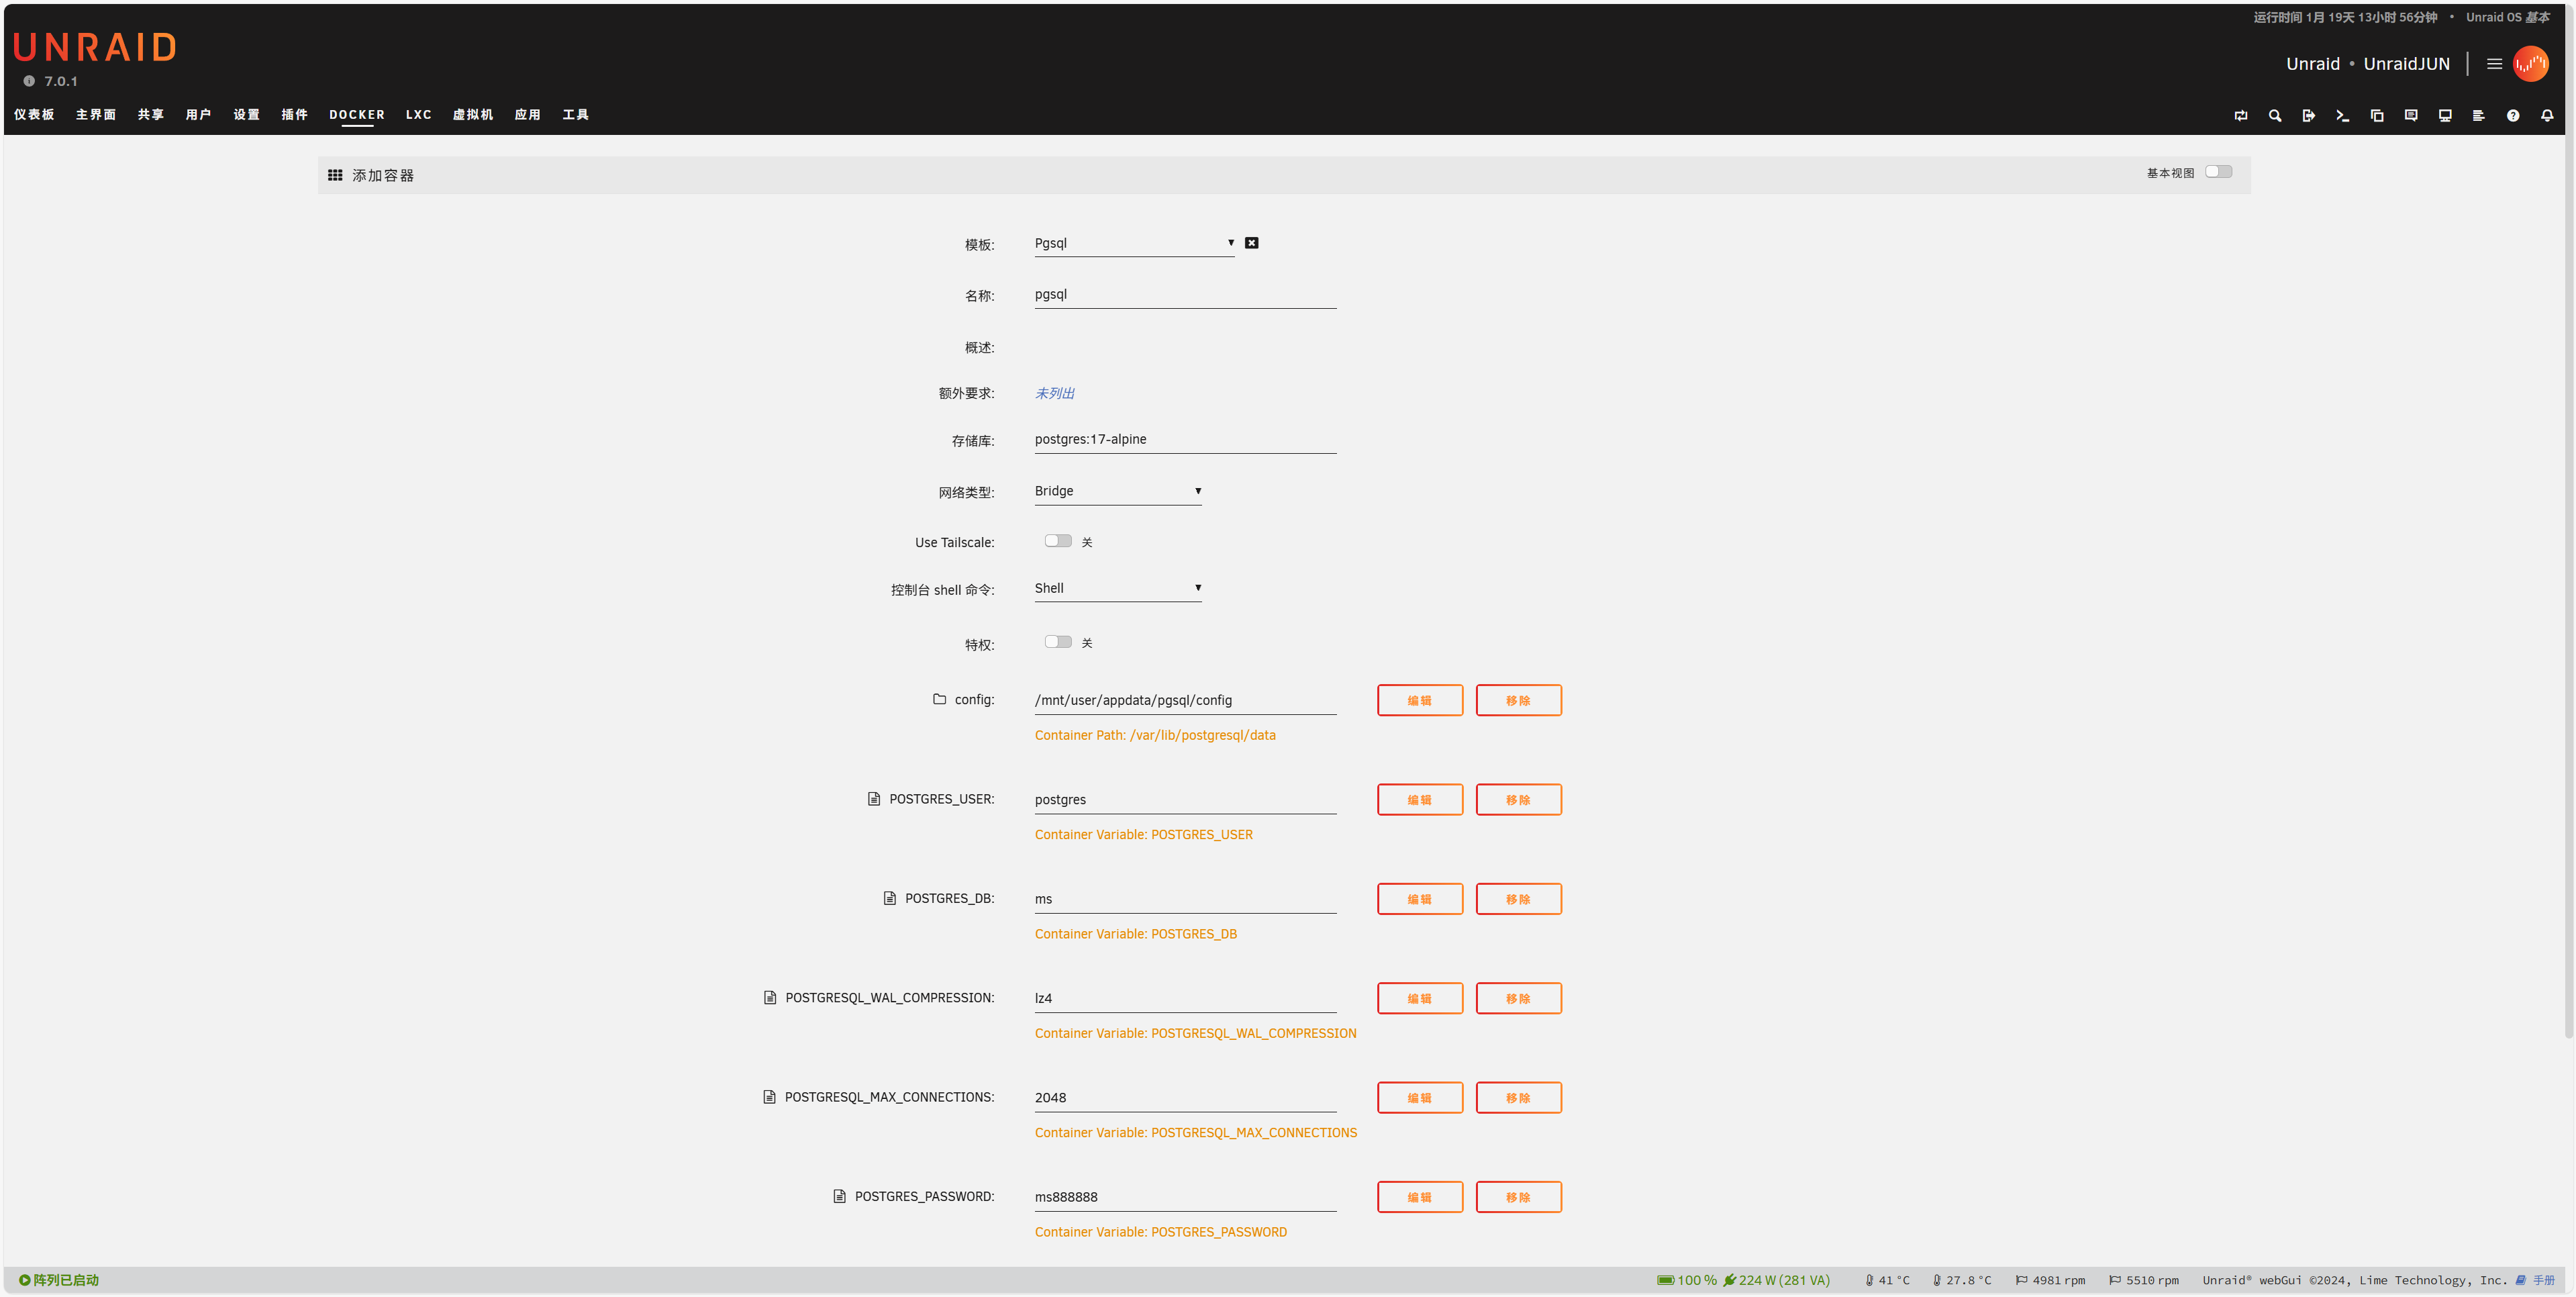 运行时间 1月 19天 13小时 56分钟 • Unraid OS 基本
UNRAID
7.0.1
Unraid • UnraidJUN
仪表板 主界面 共享 用户 设置 插件 DOCKER LXC 虚拟机 应用 工具
添加容器
基本视图
模板: Pgsql
名称: pgsql
概述:
额外要求: 未列出
存储库: postgres:17-alpine
网络类型: Bridge
Use Tailscale: 关
控制台 shell 命令: Shell
特权: 关
config: /mnt/user/appdata/pgsql/config 编辑 移除
Container Path: /var/lib/postgresql/data
POSTGRES_USER: postgres 编辑 移除
Container Variable: POSTGRES_USER
POSTGRES_DB: ms 编辑 移除
Container Variable: POSTGRES_DB
POSTGRESQL_WAL_COMPRESSION: lz4 编辑 移除
Container Variable: POSTGRESQL_WAL_COMPRESSION
POSTGRESQL_MAX_CONNECTIONS: 2048 编辑 移除
Container Variable: POSTGRESQL_MAX_CONNECTIONS
POSTGRES_PASSWORD: ms888888 编辑 移除
Container Variable: POSTGRES_PASSWORD
阵列已启动
100 % 224 W (281 VA) 41 °C 27.8 °C 4981 rpm 5510 rpm Unraid® webGui ©2024, Lime Technology, Inc. 手册